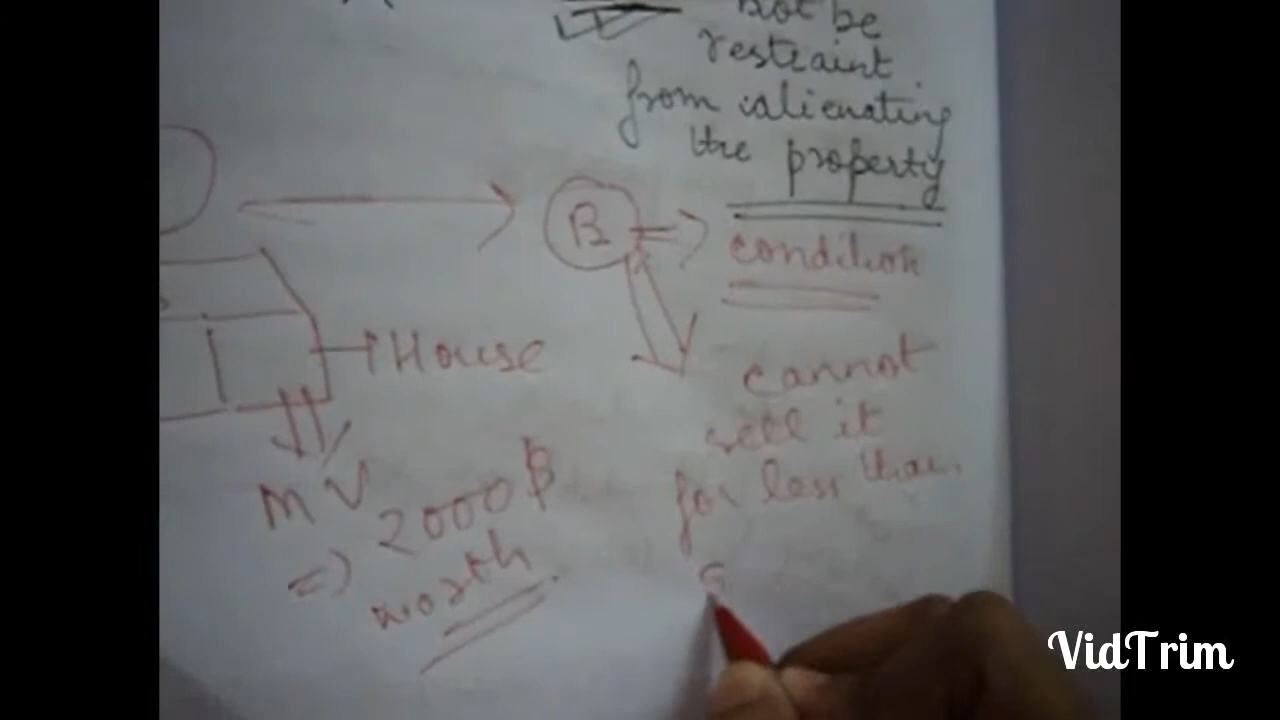 not be
restraint
from alienating
the property
B
condition
House
cannot
sell it
for less than
MV
=> 2000 $
worth
VidTrim